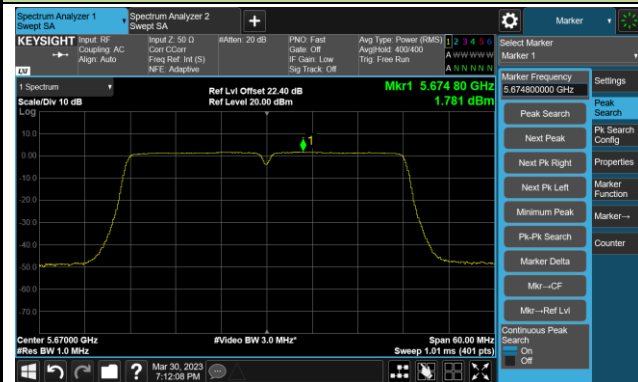 Spectrum Analyzer 1
Swept SA
Spectrum Analyzer 2
Swept SA
Marker
KEYSIGHT
Input: RF
Coupling: AC
Align: Auto
Input Z: 50 Ω
Corr CCorr
Freq Ref: Int (S)
NFE: Adaptive
#Atten: 20 dB
PNO: Fast
Gate: Off
IF Gain: Low
Sig Track: Off
Avg Type: Power (RMS)
Avg|Hold: 400/400
Trig: Free Run
1 2 3 4 5 6
A W W W W W
A N N N N N
LXI
Select Marker
Marker 1
1 Spectrum
Scale/Div 10 dB
Log
Ref Lvl Offset 22.40 dB
Ref Level 20.00 dBm
Mkr1 5.674 80 GHz
1.781 dBm
10.0
0.00
-10.0
-20.0
-30.0
-40.0
-50.0
-60.0
-70.0
1
Center 5.67000 GHz
#Res BW 1.0 MHz
#Video BW 3.0 MHz*
Span 60.00 MHz
Sweep 1.01 ms (401 pts)
Marker Frequency
5.674800000 GHz
Peak Search
Next Peak
Next Pk Right
Next Pk Left
Minimum Peak
Pk-Pk Search
Marker Delta
Mkr→CF
Mkr→Ref Lvl
Continuous Peak
Search
On
Off
Settings
Peak
Search
Pk Search
Config
Properties
Marker
Function
Marker→
Counter
?
Mar 30, 2023
7:12:08 PM